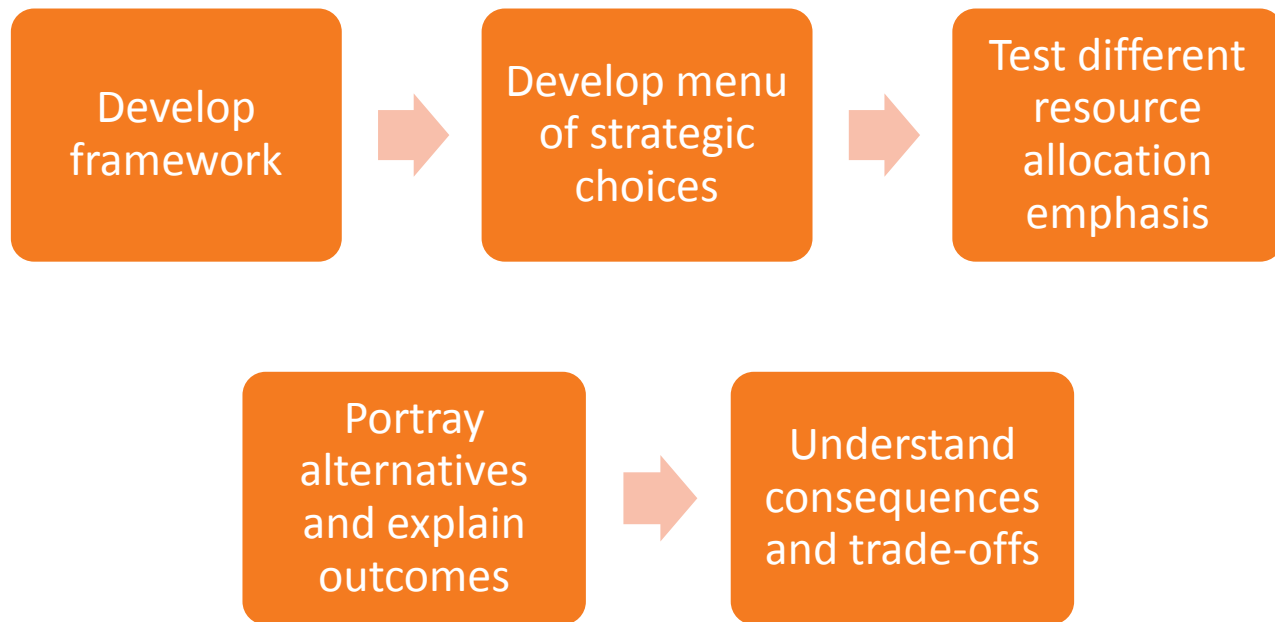 Develop
framework
Develop menu
of strategic
choices
Test different
resource
allocation
emphasis
Portray
alternatives
and explain
outcomes
Understand
consequences
and trade-offs